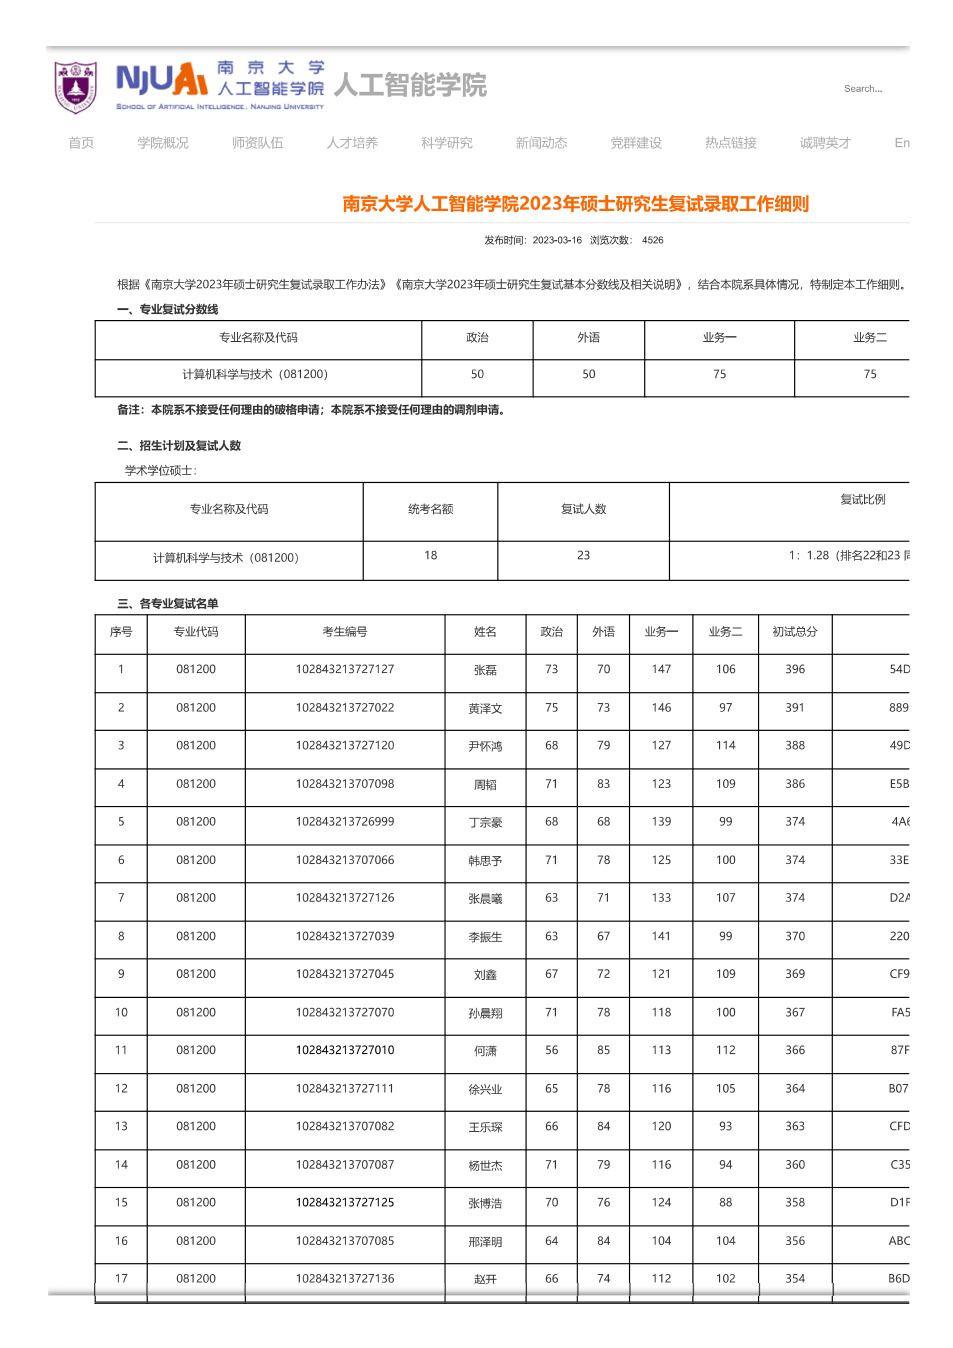 NJUAI 南京大学
人工智能学院
SCHOOL OF ARTIFICIAL INTELLIGENCE, NANJING UNIVERSITY
人工智能学院
Search...
首页 学院概况 师资队伍 人才培养 科学研究 新闻动态 党群建设 热点链接 诚聘英才 En
南京大学人工智能学院2023年硕士研究生复试录取工作细则
发布时间：2023-03-16 浏览次数： 4526
根据《南京大学2023年硕士研究生复试录取工作办法》《南京大学2023年硕士研究生复试基本分数线及相关说明》，结合本院系具体情况，特制定本工作细则。
一、专业复试分数线
专业名称及代码 政治 外语 业务一 业务二
计算机科学与技术（081200） 50 50 75 75
备注：本院系不接受任何理由的破格申请；本院系不接受任何理由的调剂申请。
二、招生计划及复试人数
学术学位硕士：
专业名称及代码 统考名额 复试人数 复试比例
计算机科学与技术（081200） 18 23 1：1.28（排名22和23 同
三、各专业复试名单
序号 专业代码 考生编号 姓名 政治 外语 业务一 业务二 初试总分
1 081200 102843213727127 张磊 73 70 147 106 396 54D
2 081200 102843213727022 黄泽文 75 73 146 97 391 889
3 081200 102843213727120 尹怀鸿 68 79 127 114 388 49D
4 081200 102843213707098 周韬 71 83 123 109 386 E5B
5 081200 102843213726999 丁宗豪 68 68 139 99 374 4A6
6 081200 102843213707066 韩思予 71 78 125 100 374 33E
7 081200 102843213707126 张晨曦 63 71 133 107 374 D2A
8 081200 102843213727039 李振生 63 67 141 99 370 220
9 081200 102843213727045 刘鑫 67 72 121 109 369 CF9
10 081200 102843213727070 孙晨翔 71 78 118 100 367 FA5
11 081200 102843213727010 何潇 56 85 113 112 366 87F
12 081200 102843213727111 徐兴业 65 78 116 105 364 B07
13 081200 102843213707082 王乐琛 66 84 120 93 363 CFD
14 081200 102843213707087 杨世杰 71 79 116 94 360 C35
15 081200 102843213727125 张博浩 70 76 124 88 358 D1F
16 081200 102843213707085 邢泽明 64 84 104 104 356 ABC
17 081200 102843213727136 赵开 66 74 112 102 354 B6D